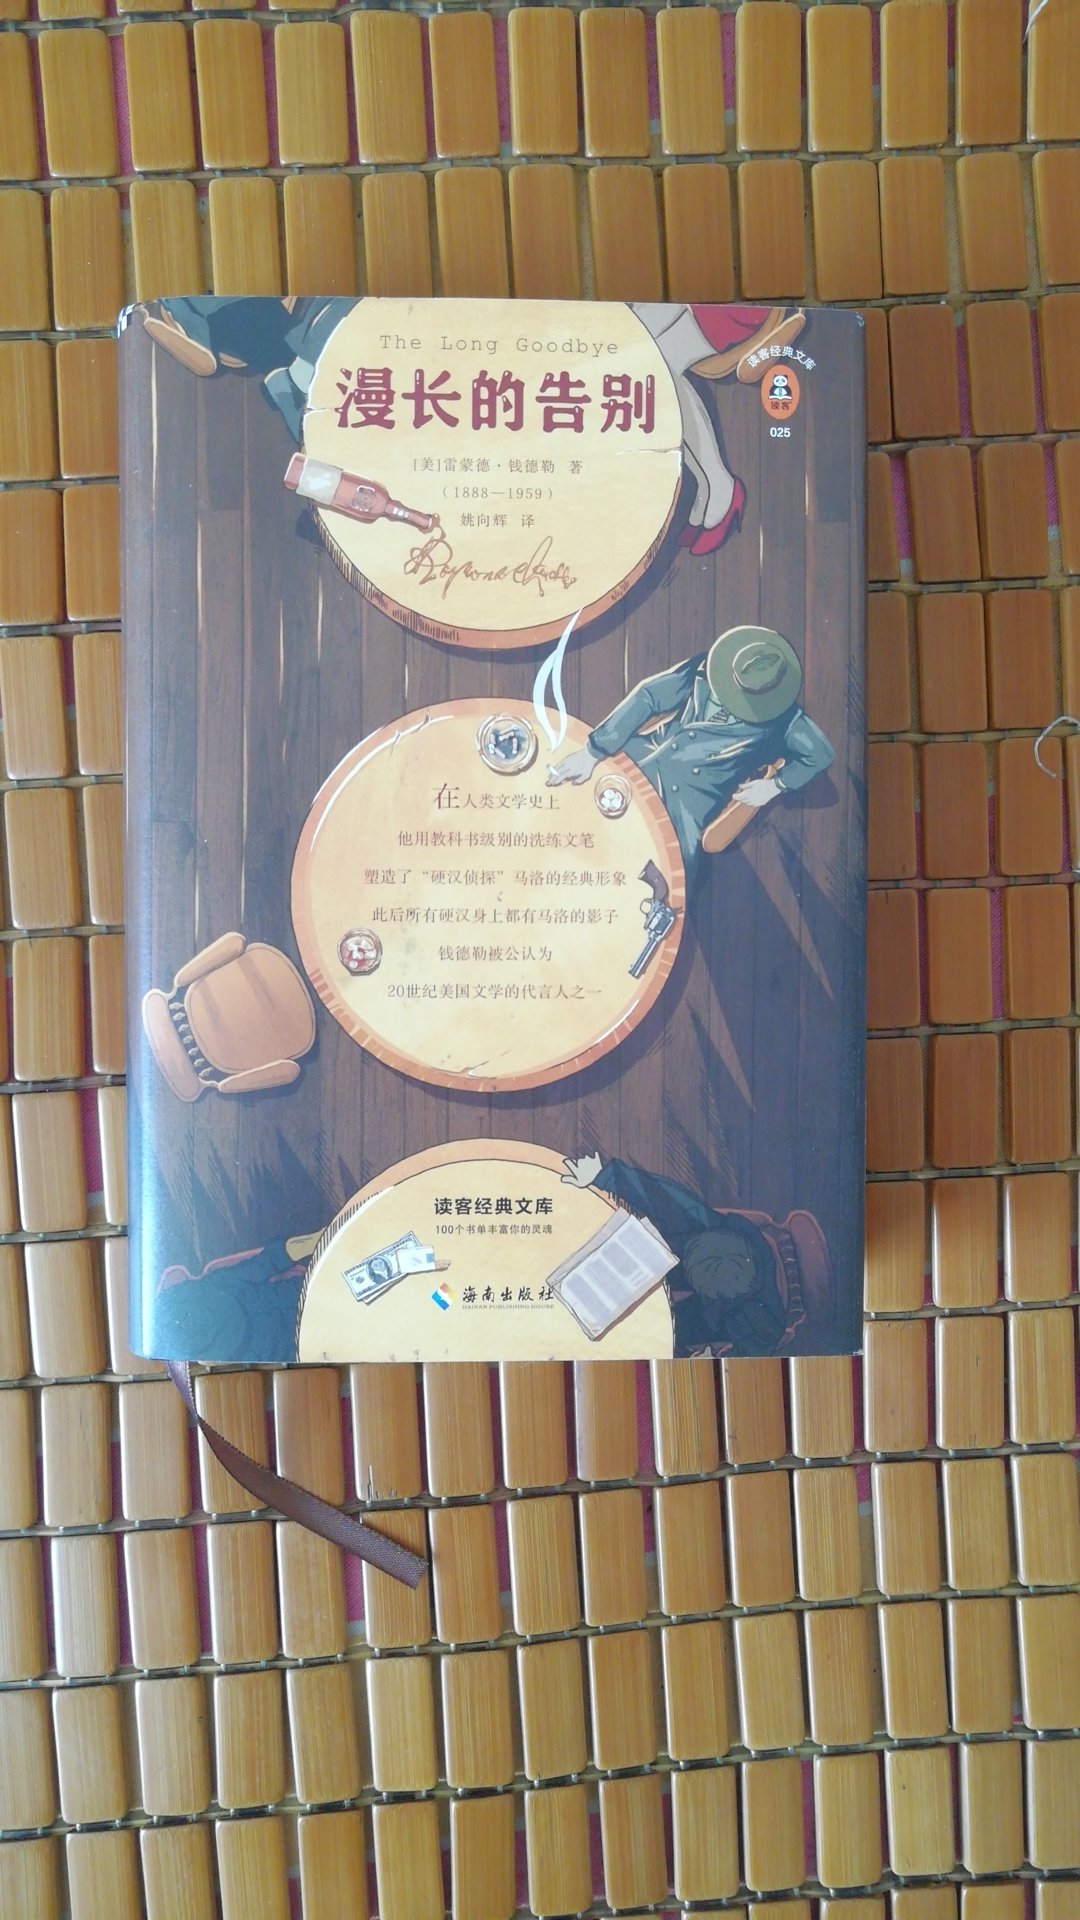 The Long Goodbye
漫长的告别
[美]雷蒙德·钱德勒 著
(1888—1959)
姚向辉 译
读客经典文库
读客
025
在人类文学史上
他用教科书级别的洗练文笔
塑造了“硬汉侦探”马洛的经典形象
此后所有硬汉身上都有马洛的影子
钱德勒被公认为
20世纪美国文学的代言人之一
读客经典文库
100个书单丰富你的灵魂
海南出版社
HAINAN PUBLISHING HOUSE